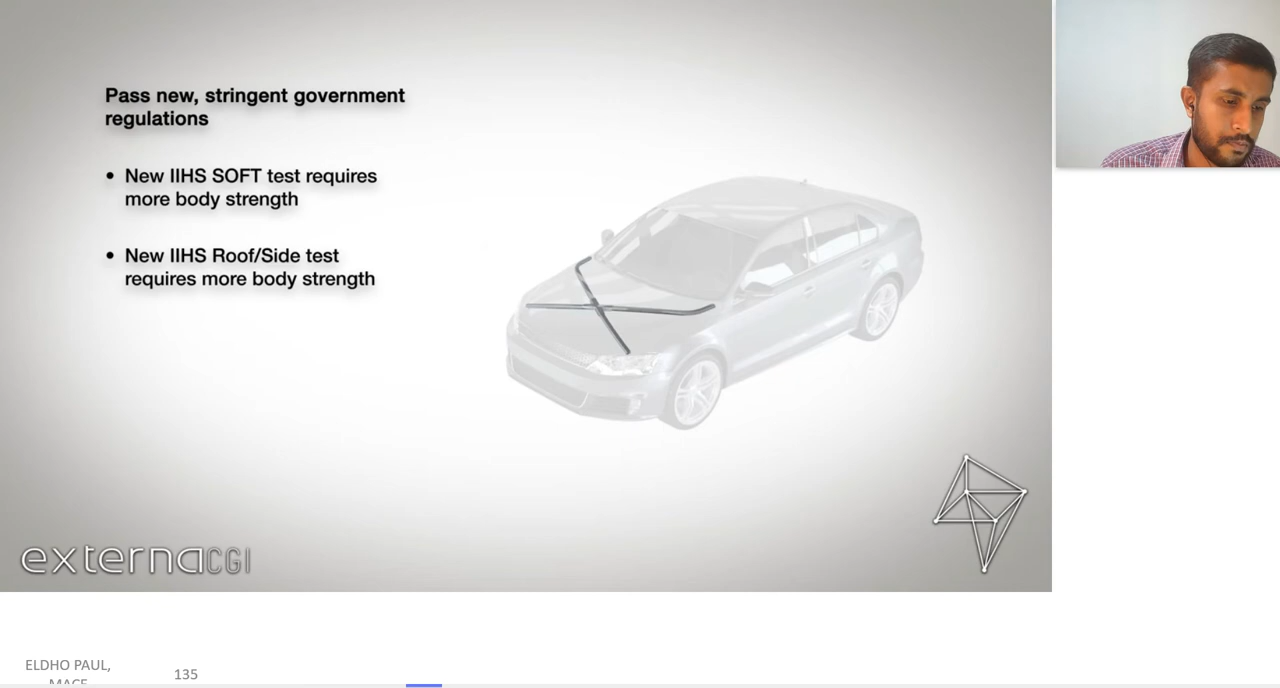 Pass new, stringent government
regulations
• New IIHS SOFT test requires
more body strength
• New IIHS Roof/Side test
requires more body strength
externaCGI
ELDHO PAUL,
MACE
135